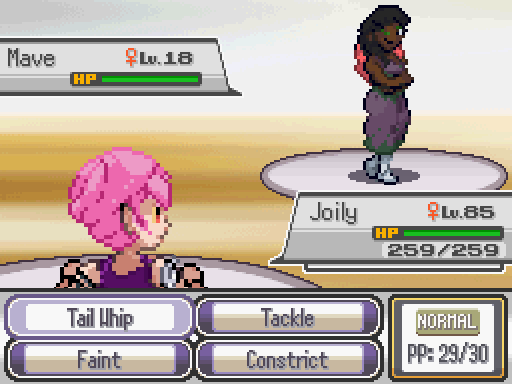 Mave ♀Lv.18
HP
Joily ♀Lv.85
HP
259/259
Tail Whip
Tackle
NORMAL
Faint
Constrict
PP: 29/30